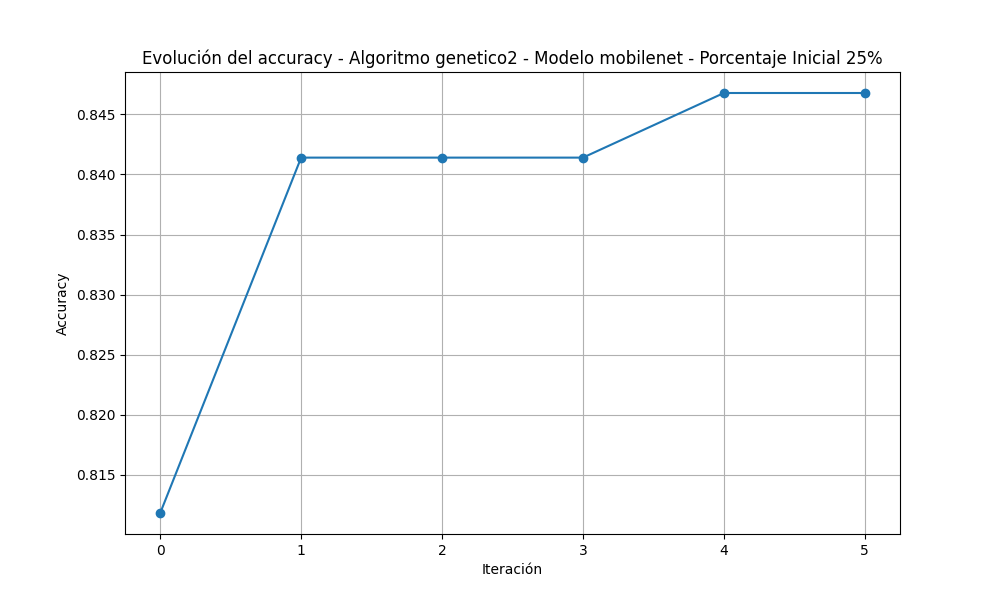 Evolución del accuracy - Algoritmo genetico2 - Modelo mobilenet - Porcentaje Inicial 25%
0.845
0.840
0.835
0.830
0.825
0.820
0.815
Accuracy
0 1 2 3 4 5
Iteración